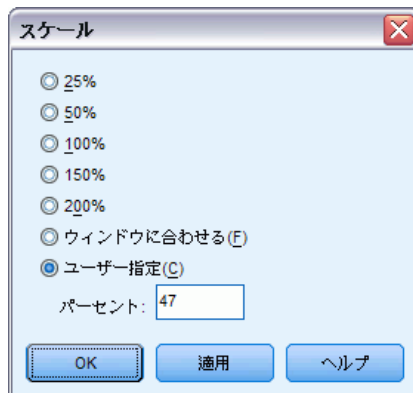 スケール
25%
50%
100%
150%
200%
ウィンドウに合わせる(F)
ユーザー指定(C)
パーセント: 47
OK 適用 ヘルプ